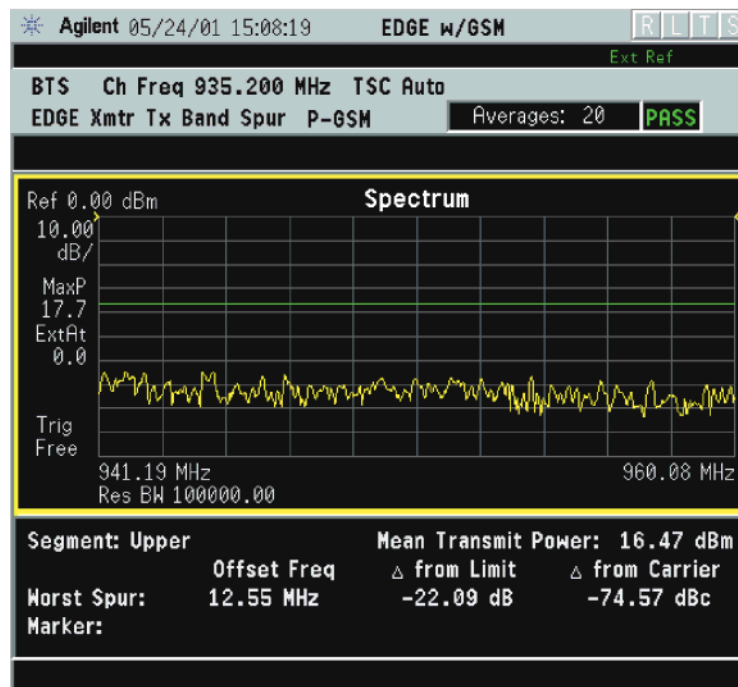 Agilent 05/24/01 15:08:19 EDGE w/GSM R L T S
Ext Ref
BTS Ch Freq 935.200 MHz TSC Auto
EDGE Xmtr Tx Band Spur P-GSM Averages: 20 PASS
Ref 0.00 dBm Spectrum
10.00
dB/
MaxP
17.7
ExtAt
0.0
Trig
Free
941.19 MHz 960.08 MHz
Res BW 100000.00
Segment: Upper Mean Transmit Power: 16.47 dBm
Offset Freq △ from Limit △ from Carrier
Worst Spur: 12.55 MHz -22.09 dB -74.57 dBc
Marker: